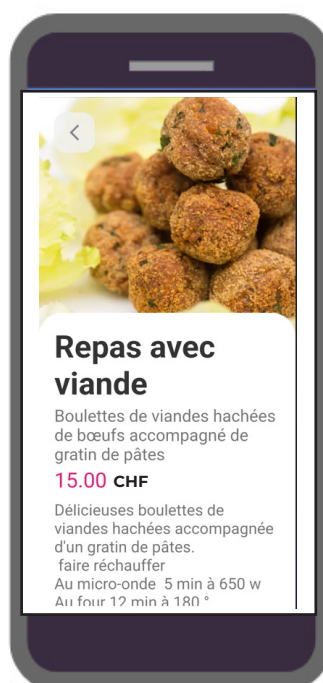 Repas avec
viande
Boulettes de viandes hachées
de bœufs accompagné de
gratin de pâtes
15.00 CHF
Délicieuses boulettes de
viandes hachées accompagnée
d'un gratin de pâtes.
faire réchauffer
Au micro-onde 5 min à 650 w
Au four 12 min à 180 °